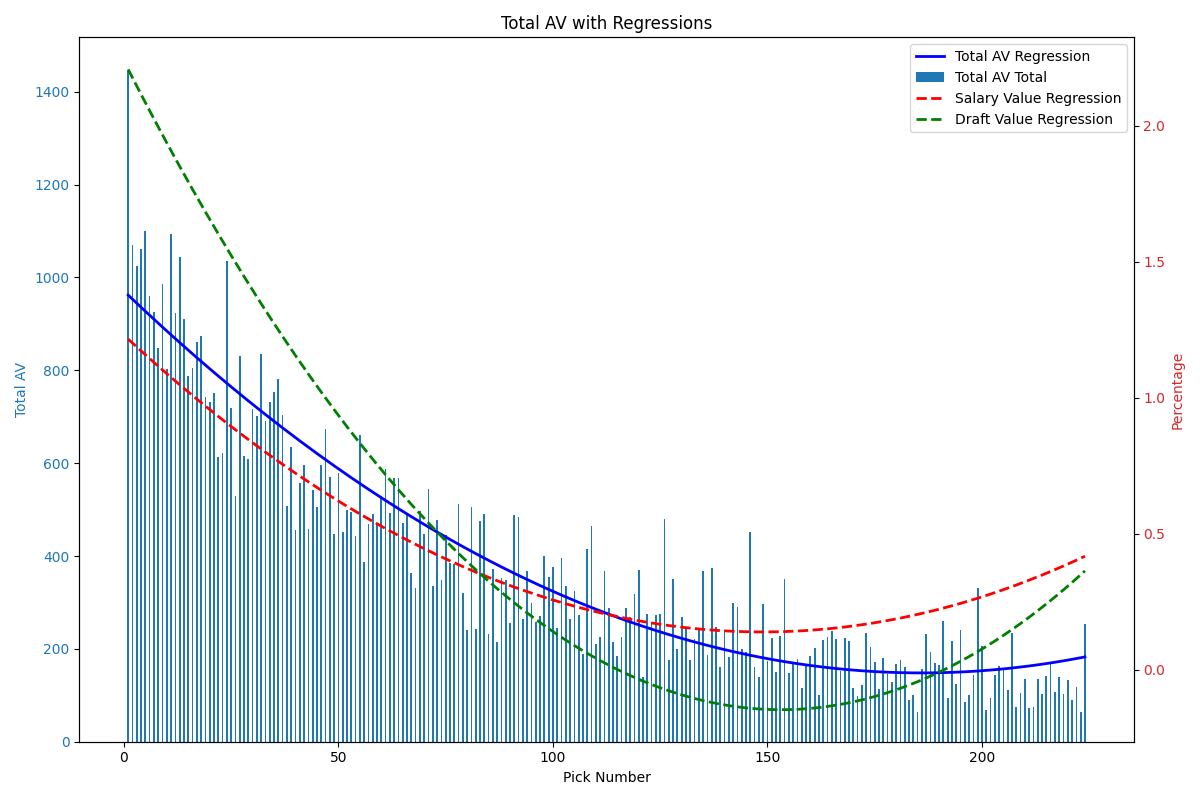 Total AV with Regressions
Total AV Regression
Total AV Total
Salary Value Regression
Draft Value Regression
1400
1200
1000
800
600
400
200
0
Total AV
2.0
1.5
1.0
0.5
0.0
Percentage
0 50 100 150 200
Pick Number